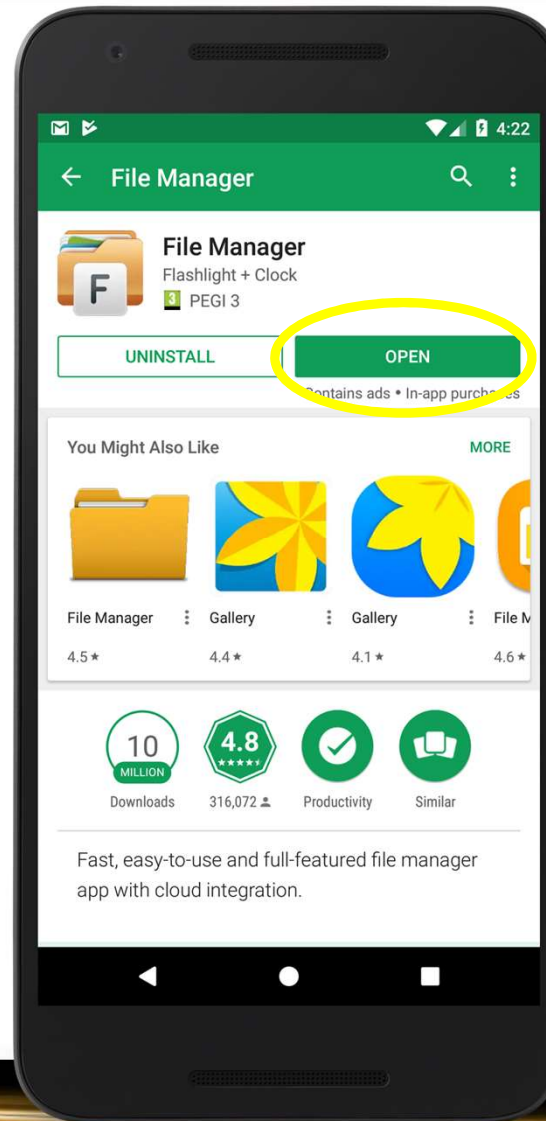 4:22
File Manager
F
File Manager
Flashlight + Clock
3 PEGI 3
UNINSTALL
OPEN
Contains ads • In-app purchases
You Might Also Like
MORE
File Manager
Gallery
Gallery
File M
4.5★
4.4★
4.1★
4.6★
10
MILLION
4.8
Downloads
316,072
Productivity
Similar
Fast, easy-to-use and full-featured file manager
app with cloud integration.